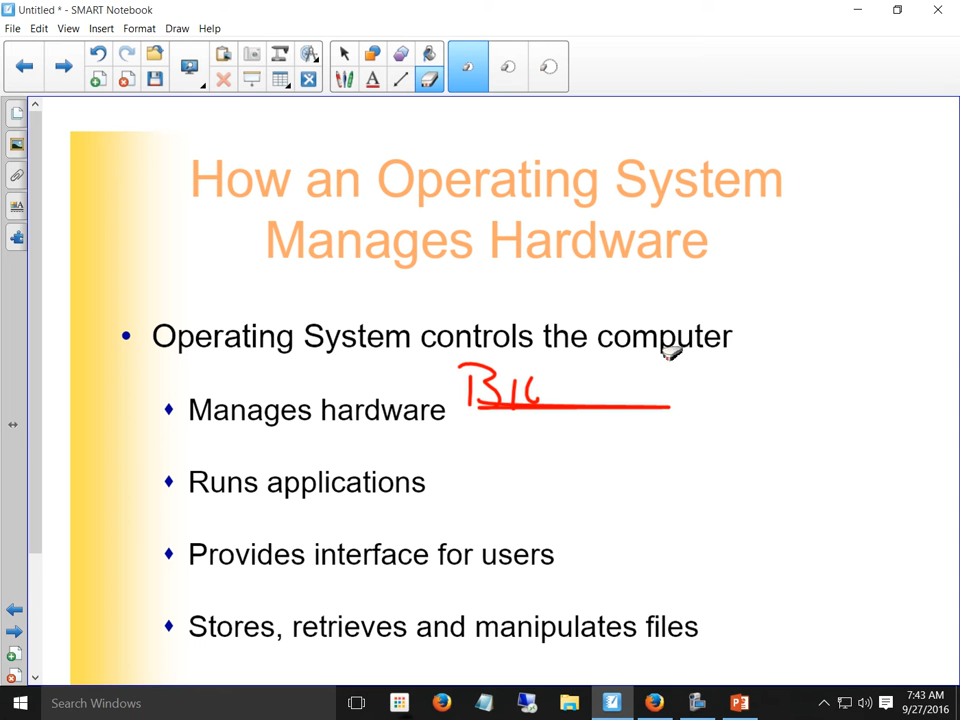 Untitled * - SMART Notebook
File Edit View Insert Format Draw Help
How an Operating System
Manages Hardware
• Operating System controls the computer
♦ Manages hardware
♦ Runs applications
♦ Provides interface for users
♦ Stores, retrieves and manipulates files
Search Windows
7:43 AM
9/27/2016